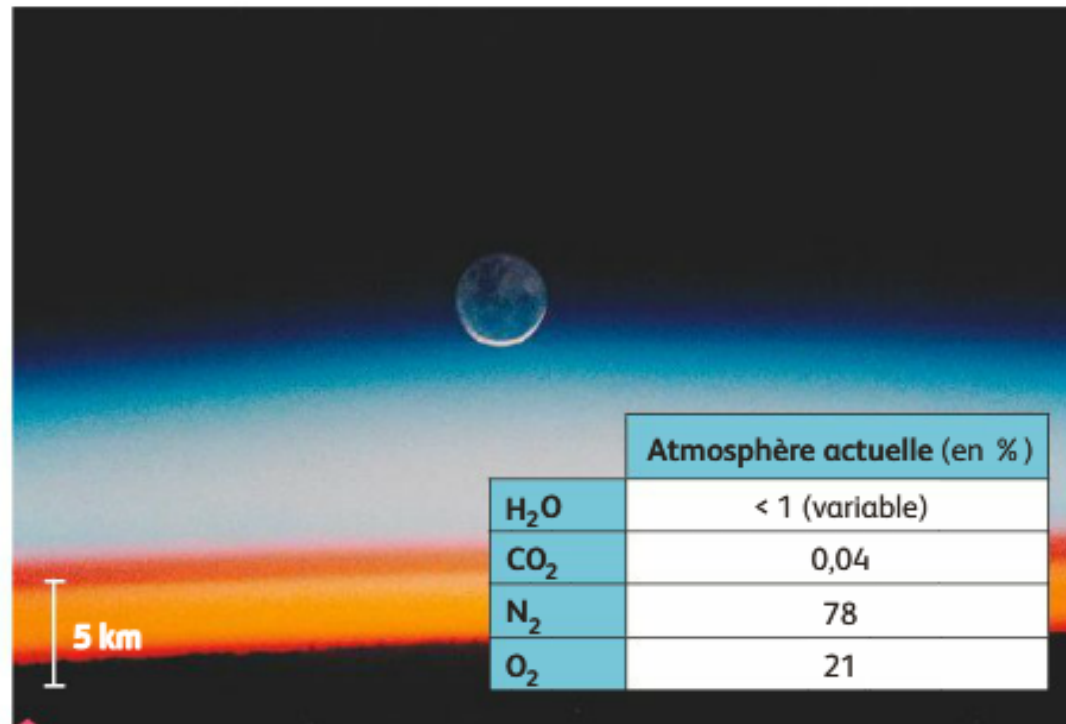 Atmosphère actuelle (en %)
H₂O < 1 (variable)
CO₂ 0,04
N₂ 78
O₂ 21
5 km